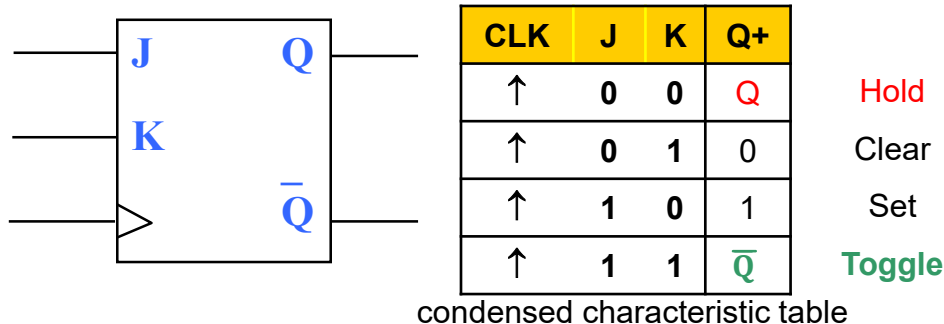 J Q
K
Q̅
CLK J K Q+
↑ 0 0 Q Hold
↑ 0 1 0 Clear
↑ 1 0 1 Set
↑ 1 1 Q̅ Toggle
condensed characteristic table